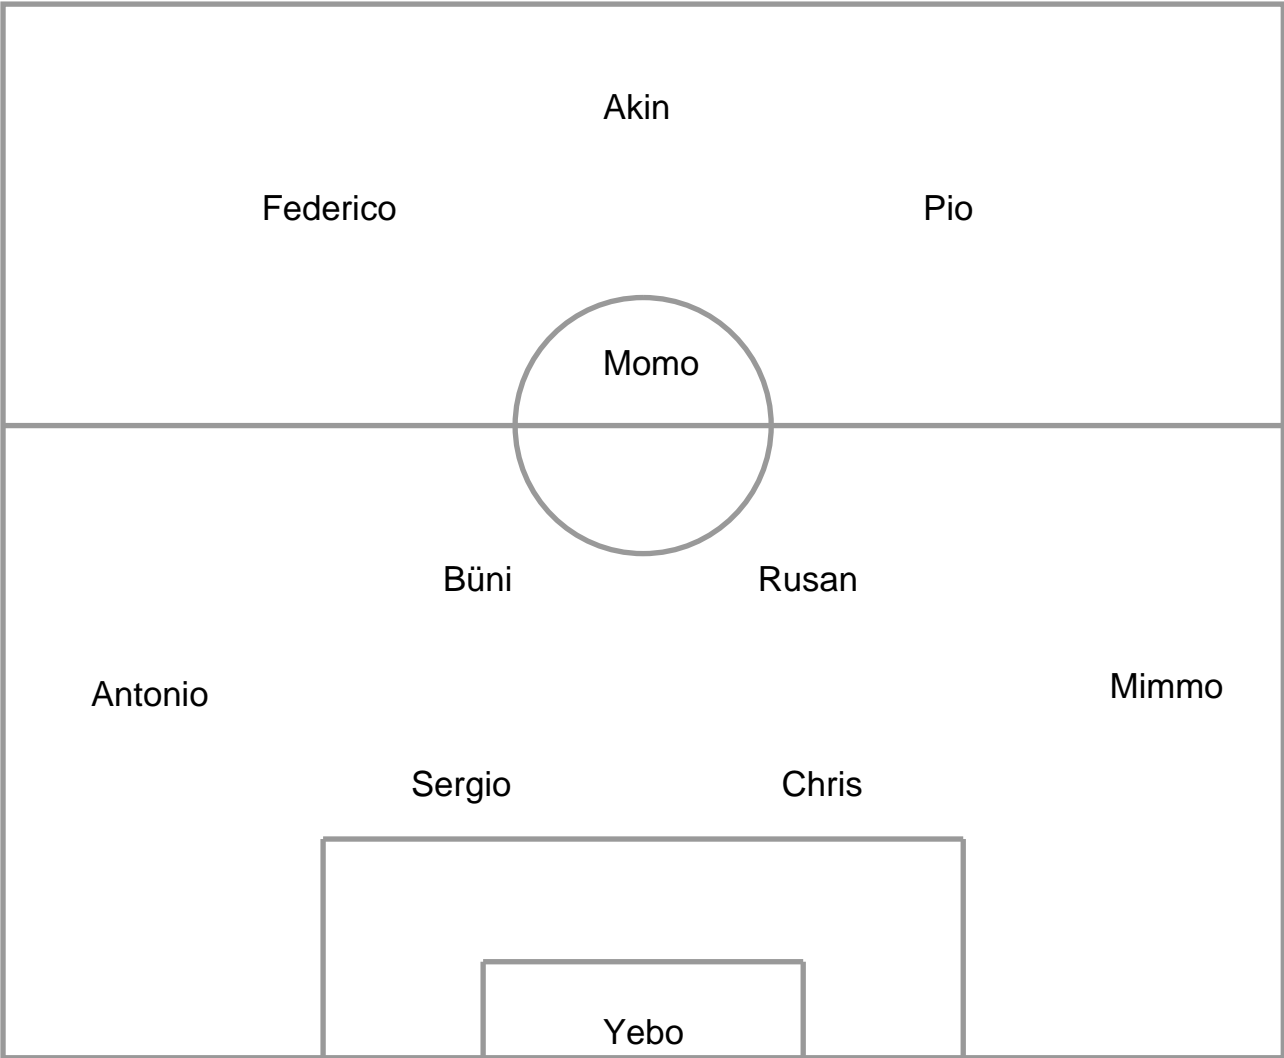 Akin
Federico
Pio
Momo
Büni
Rusan
Antonio
Mimmo
Sergio
Chris
Yebo